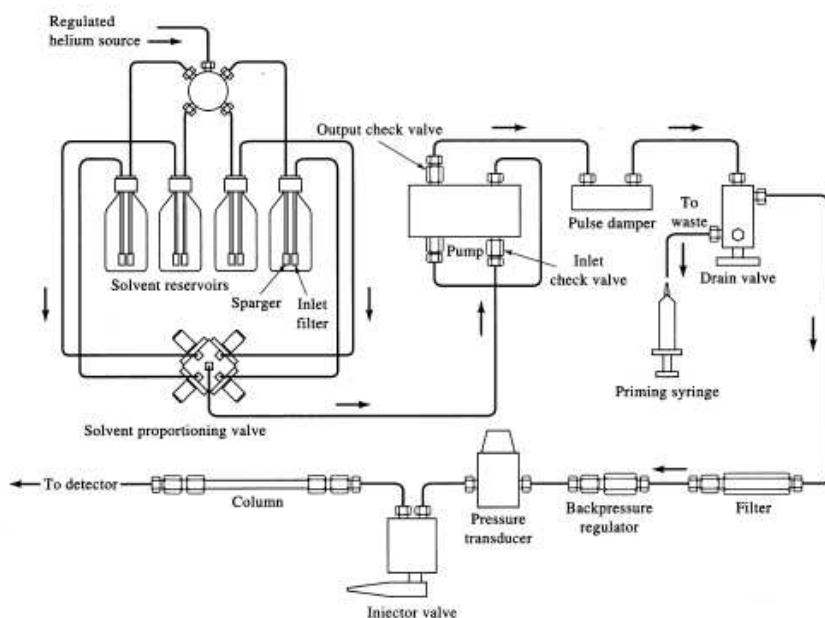 Regulated
helium source
Output check valve
To
waste
Pulse damper
Drain valve
Pump
Inlet
check valve
Solvent reservoirs
Sparger
Inlet
filter
Priming syringe
Solvent proportioning valve
To detector
Column
Pressure
transducer
Backpressure
regulator
Filter
Injector valve